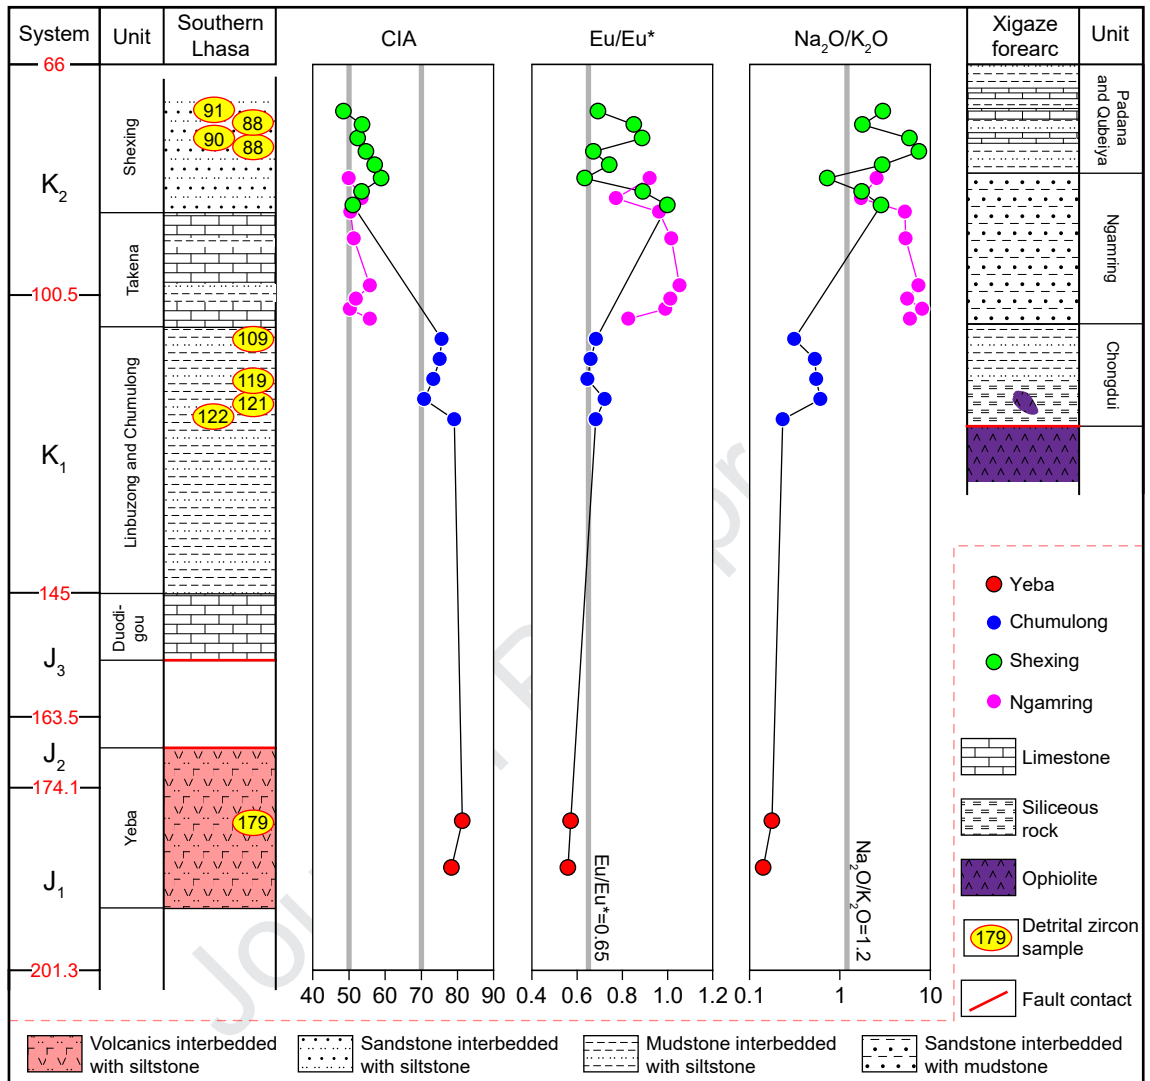 System
Unit
Southern
Lhasa
CIA
Eu/Eu*
Na₂O/K₂O
Xigaze
forearc
Unit
66
K₂
100.5
K₁
145
J₃
163.5
J₂
174.1
J₁
201.3
Shexing
Takena
Linbuzong and Chumulong
Duodi-
gou
Yeba
91
88
90
88
109
119
121
122
179
Eu/Eu*=0.65
Na₂O/K₂O=1.2
40 50 60 70 80 90
0.4 0.6 0.8 1.0 1.2
0.1 1 10
Padana
and Qubeiya
Ngamring
Chongdui
Yeba
Chumulong
Shexing
Ngamring
Limestone
Siliceous
rock
Ophiolite
179
Detrital zircon
sample
Fault contact
Volcanics interbedded
with siltstone
Sandstone interbedded
with siltstone
Mudstone interbedded
with siltstone
Sandstone interbedded
with mudstone